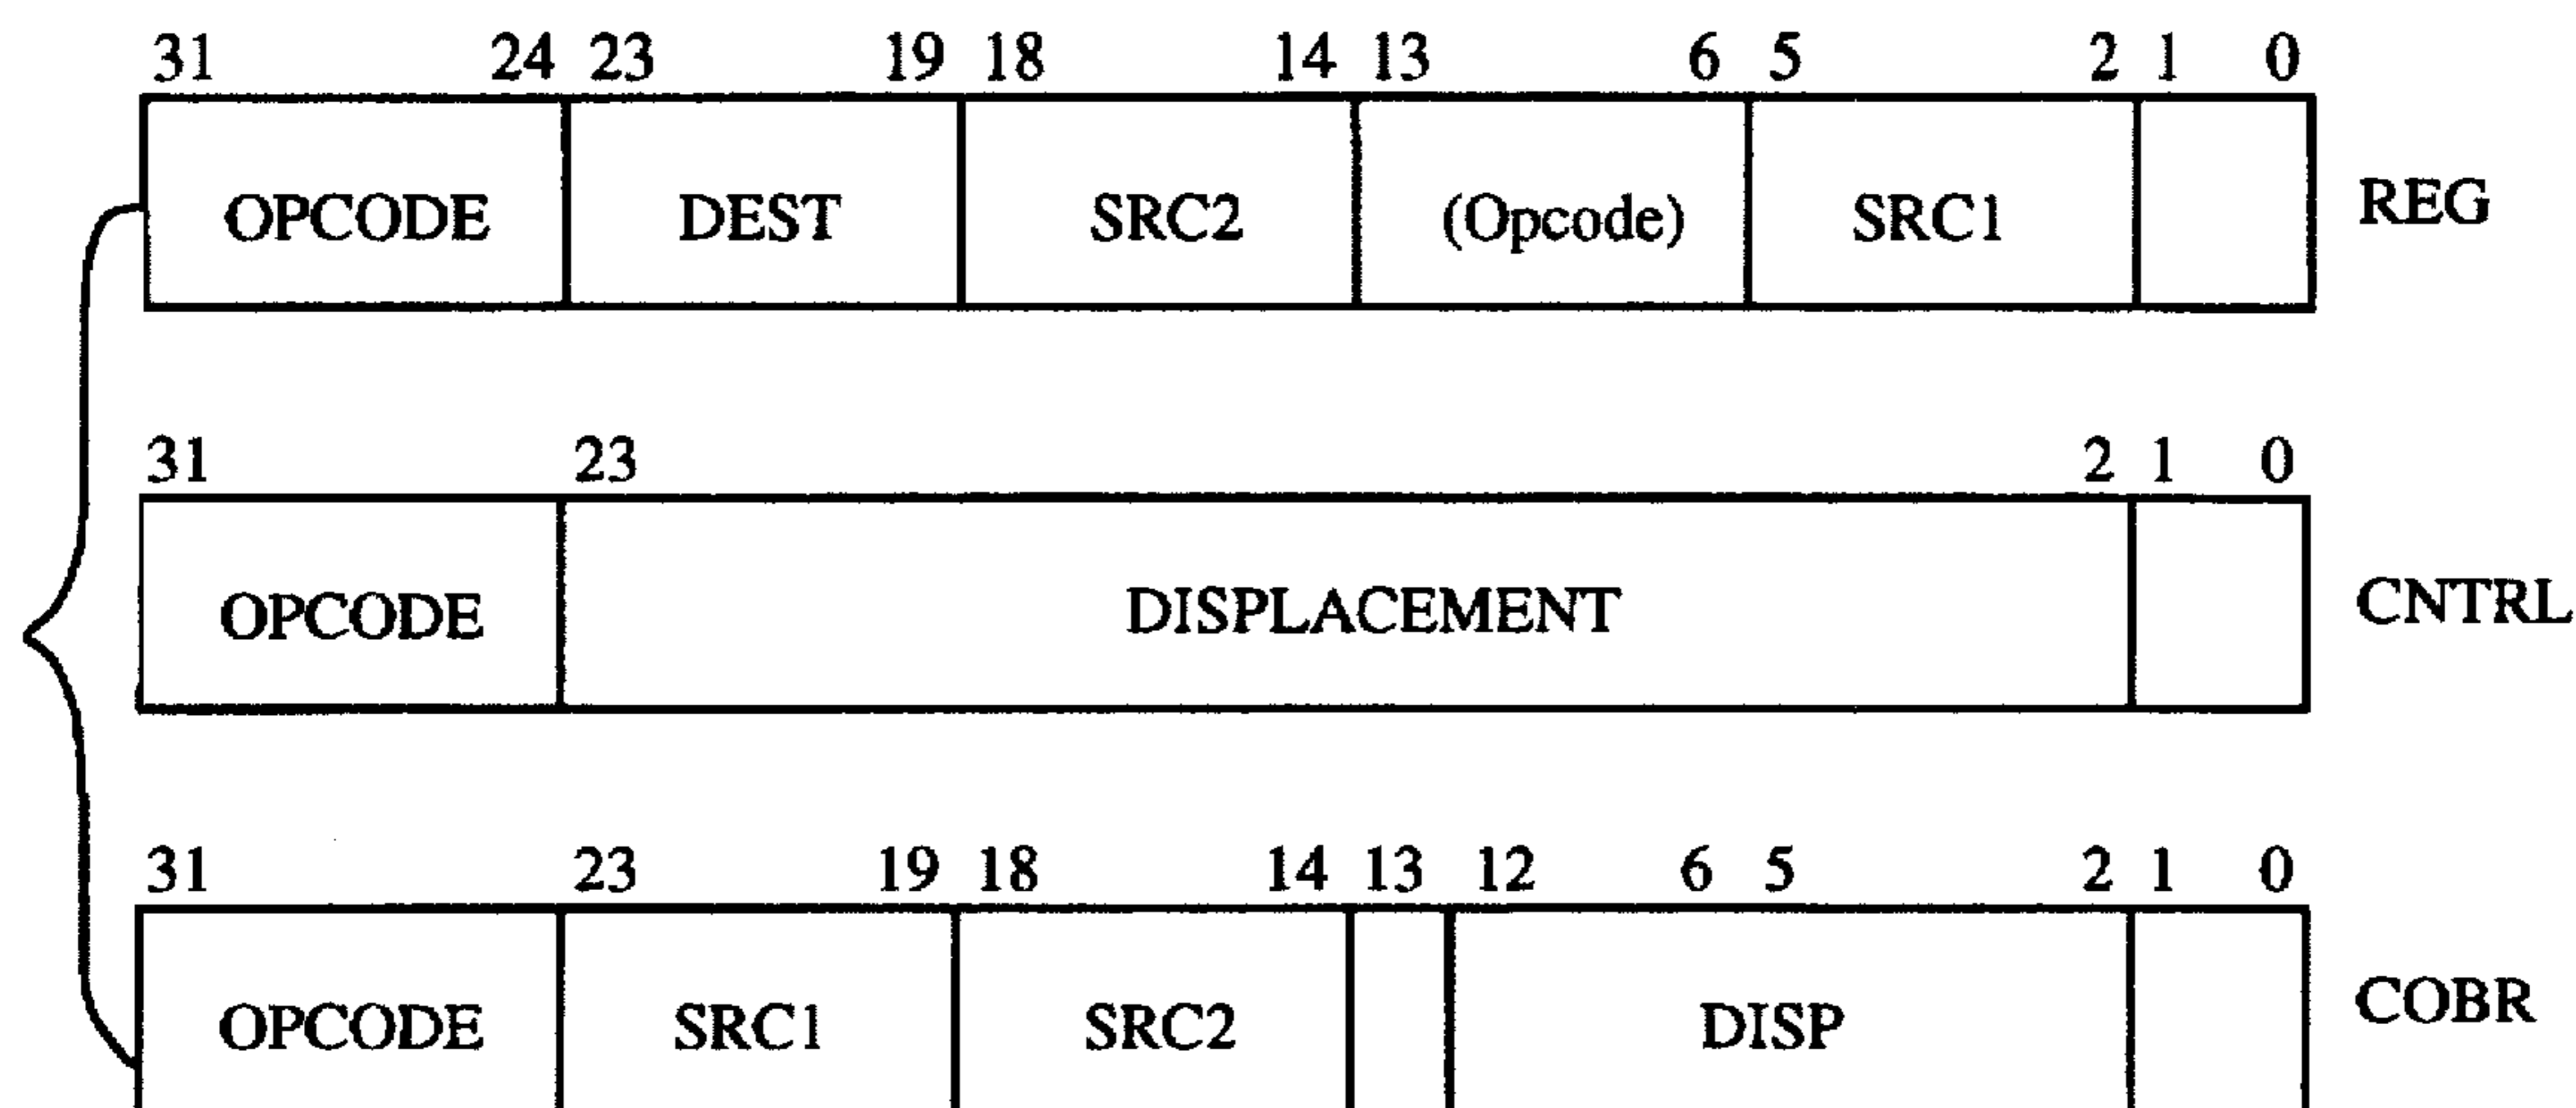 31 24 23 19 18 14 13 6 5 2 1 0
OPCODE DEST SRC2 (Opcode) SRC1 REG
31 23 2 1 0
OPCODE DISPLACEMENT CNTRL
31 23 19 18 14 13 12 6 5 2 1 0
OPCODE SRC1 SRC2 DISP COBR